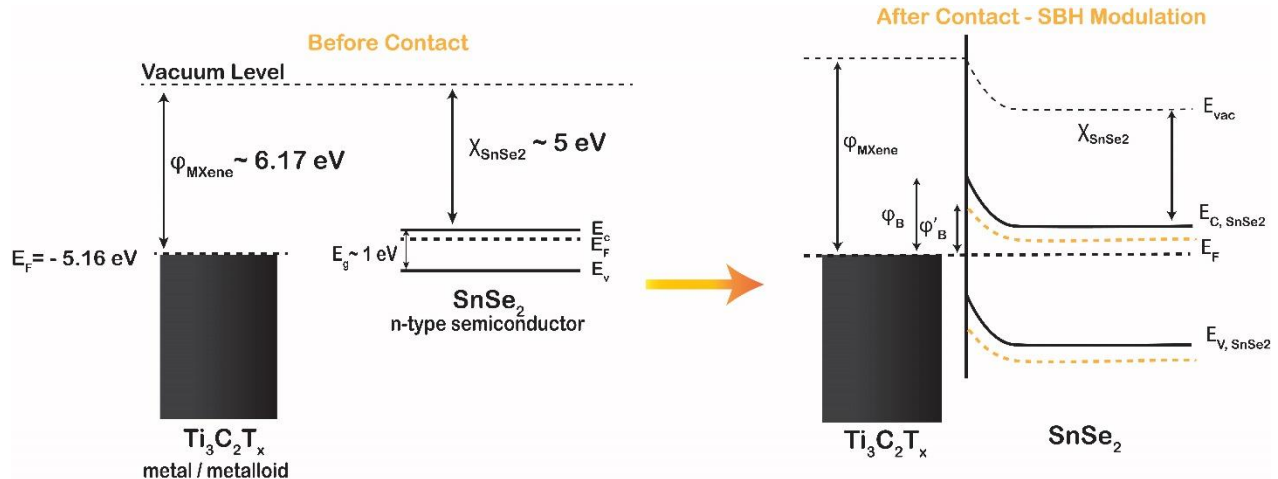 Before Contact
Vacuum Level
φMXene ~ 6.17 eV
χSnSe2 ~ 5 eV
EF = - 5.16 eV
Eg ~ 1 eV
Ec
EF
Ev
SnSe2
n-type semiconductor
Ti3C2Tx
metal / metalloid
After Contact - SBH Modulation
Evac
φMXene
χSnSe2
φB
φ'B
EC, SnSe2
EF
EV, SnSe2
Ti3C2Tx
SnSe2